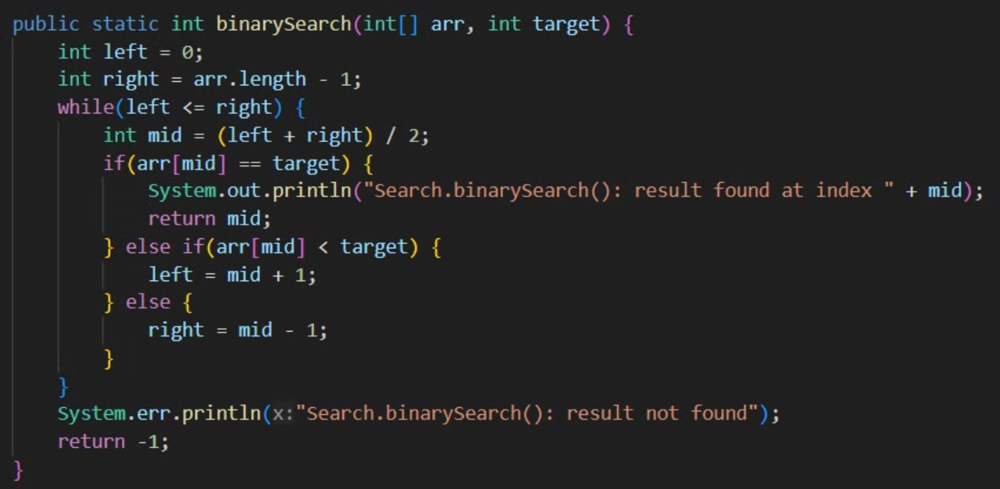 public static int binarySearch(int[] arr, int target) {
    int left = 0;
    int right = arr.length - 1;
    while(left <= right) {
        int mid = (left + right) / 2;
        if(arr[mid] == target) {
            System.out.println("Search.binarySearch(): result found at index " + mid);
            return mid;
        } else if(arr[mid] < target) {
            left = mid + 1;
        } else {
            right = mid - 1;
        }
    }
    System.err.println(x:"Search.binarySearch(): result not found");
    return -1;
}